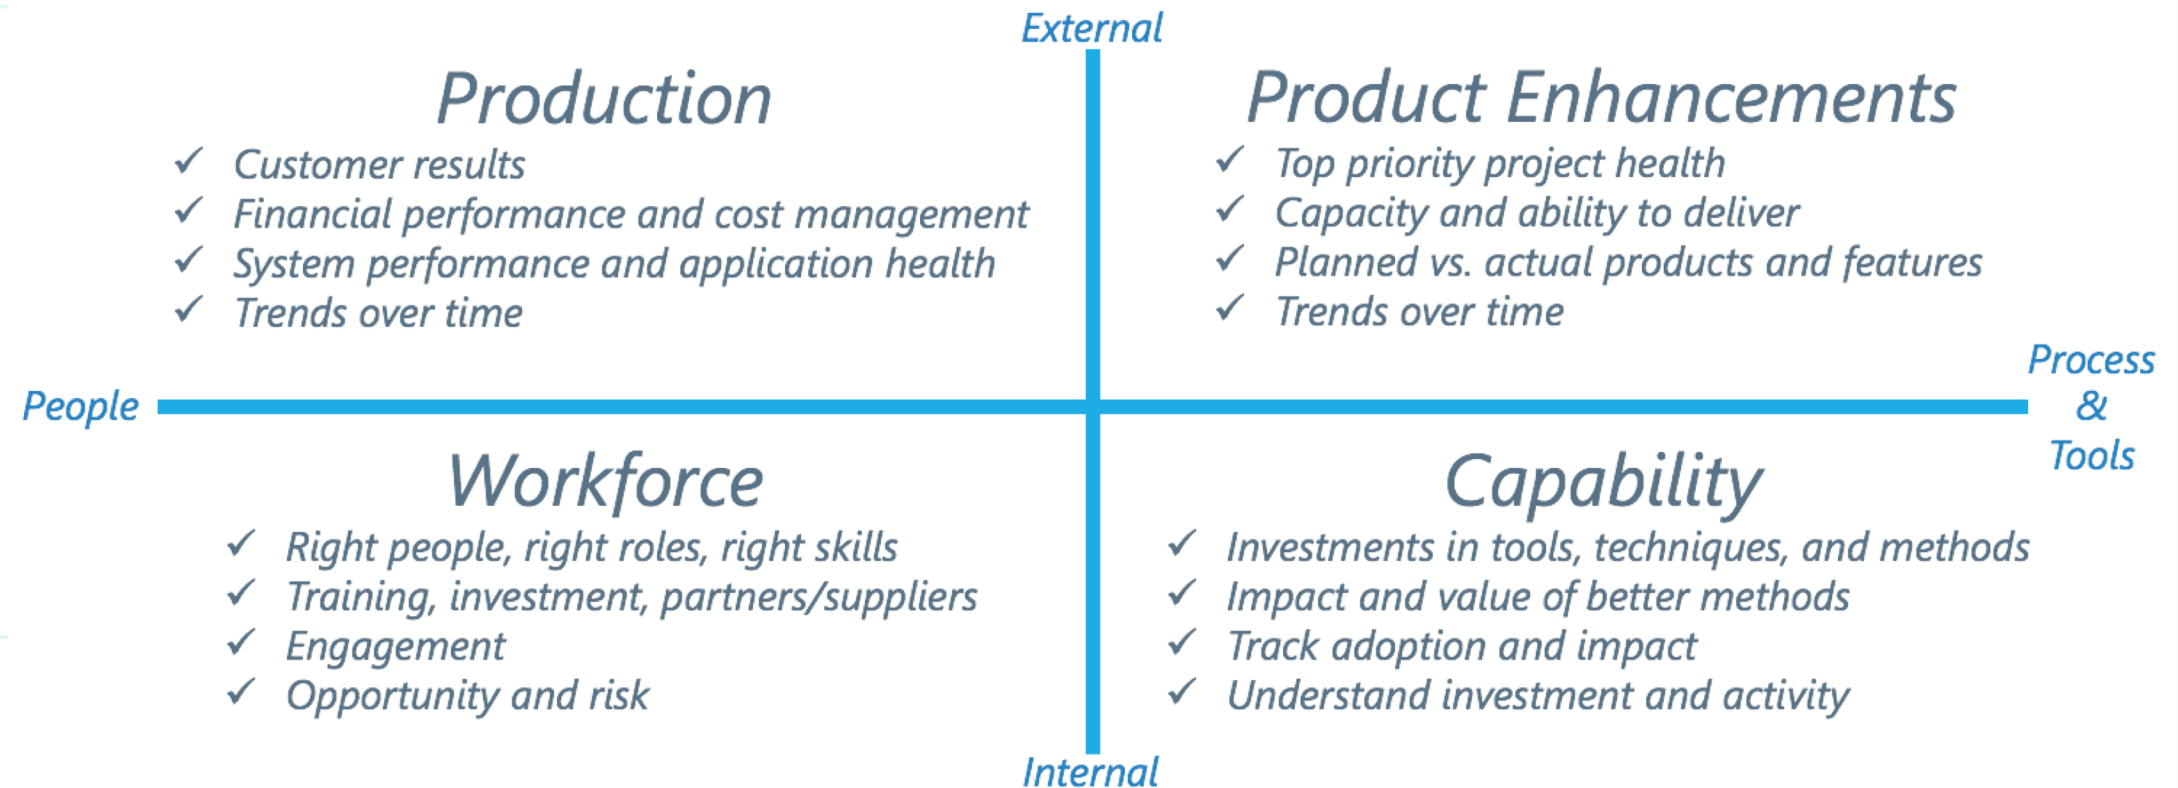 External
Production
✓ Customer results
✓ Financial performance and cost management
✓ System performance and application health
✓ Trends over time
Product Enhancements
✓ Top priority project health
✓ Capacity and ability to deliver
✓ Planned vs. actual products and features
✓ Trends over time
People
Process
&
Tools
Workforce
✓ Right people, right roles, right skills
✓ Training, investment, partners/suppliers
✓ Engagement
✓ Opportunity and risk
Capability
✓ Investments in tools, techniques, and methods
✓ Impact and value of better methods
✓ Track adoption and impact
✓ Understand investment and activity
Internal